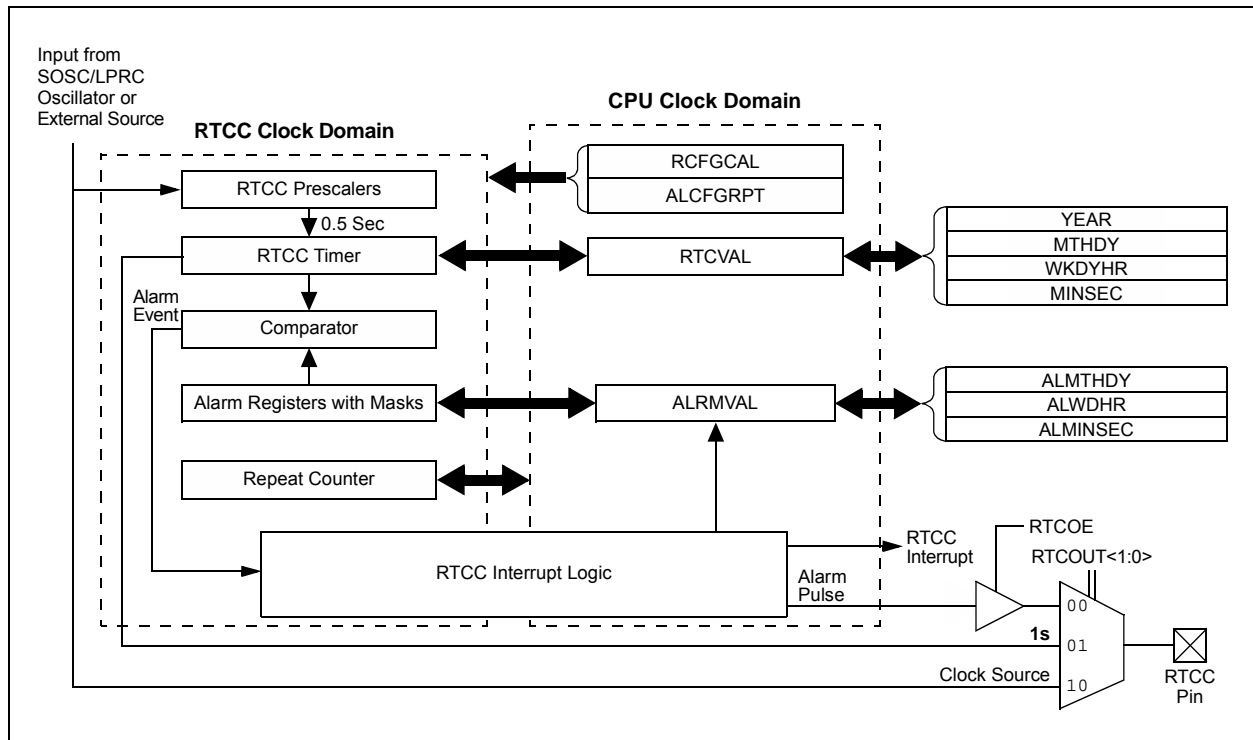 Input from
SOSC/LPRC
Oscillator or
External Source
RTCC Clock Domain
CPU Clock Domain
RTCC Prescalers
0.5 Sec
RTCC Timer
Alarm
Event
Comparator
Alarm Registers with Masks
Repeat Counter
RCFGCAL
ALCFGRPT
RTCVAL
YEAR
MTHDY
WKDYHR
MINSEC
ALRMVAL
ALMTHDY
ALWDHR
ALMINSEC
RTCC Interrupt Logic
RTCC
Interrupt
Alarm
Pulse
RTCOE
RTCOUT<1:0>
00
1s
01
Clock Source
10
RTCC
Pin